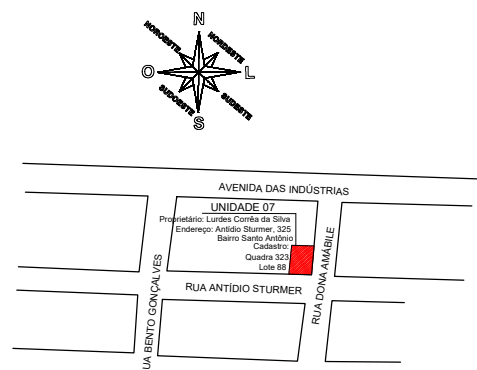 N
NOROESTE
NORDESTE
O
L
SUDOESTE
SUDESTE
S
AVENIDA DAS INDÚSTRIAS
UNIDADE 07
Proprietário: Lurdes Corrêa da Silva
Endereço: Antídio Sturmer, 325
Bairro Santo Antônio
Cadastro:
Quadra 323
Lote 88
RUA ANTÍDIO STURMER
RUA DONA AMÁBILE
UA BENTO GONÇALVES